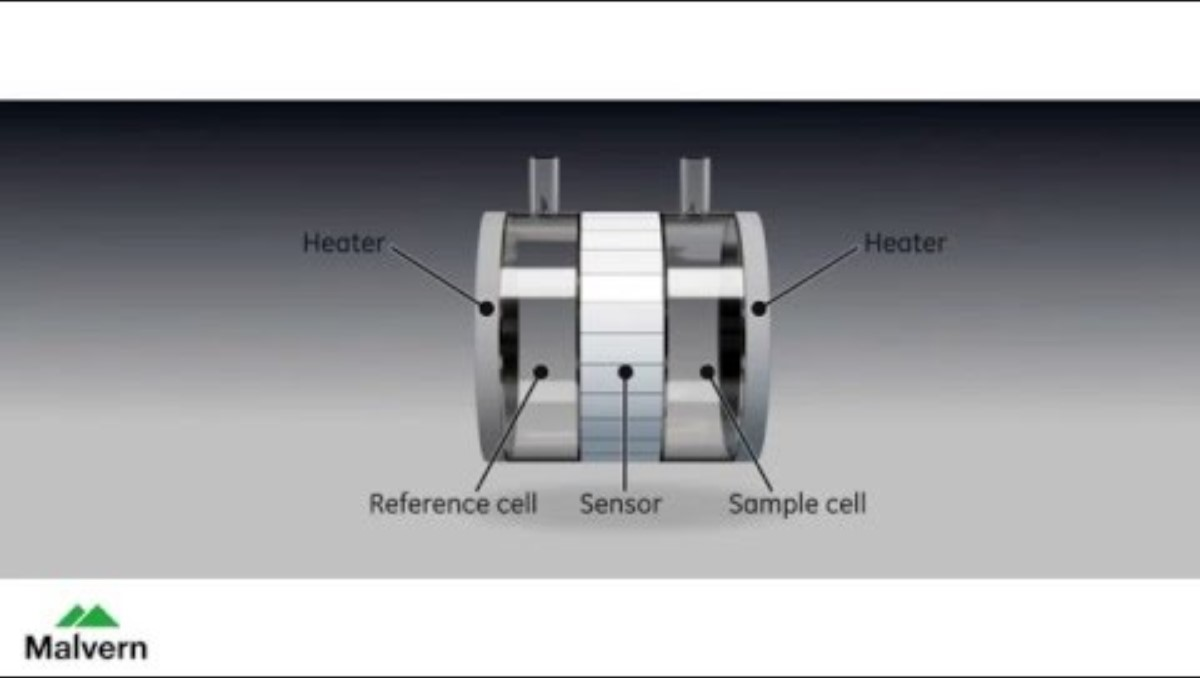 Heater
Heater
Reference cell
Sensor
Sample cell
Malvern